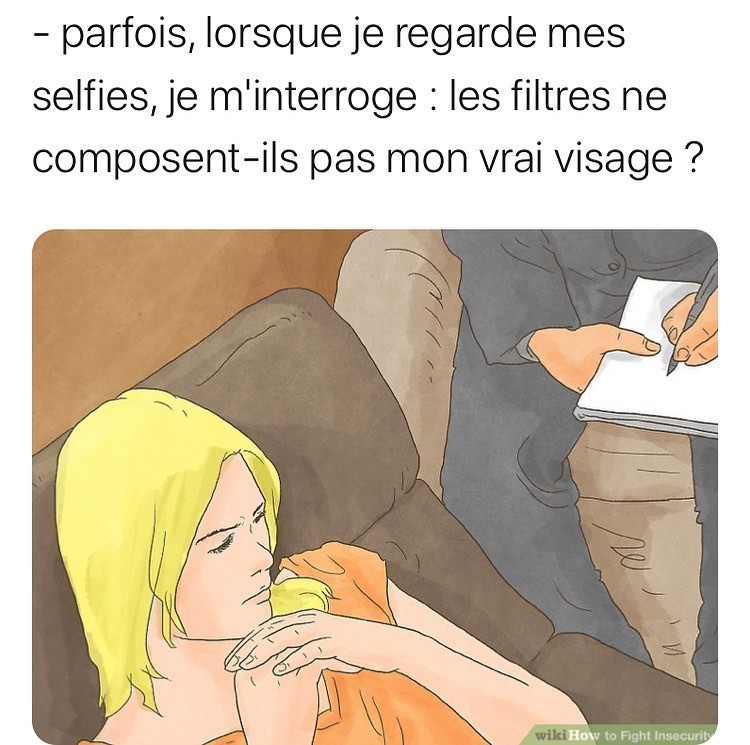 - parfois, lorsque je regarde mes
selfies, je m'interroge : les filtres ne
composent-ils pas mon vrai visage ?
wikiHow to Fight Insecurity